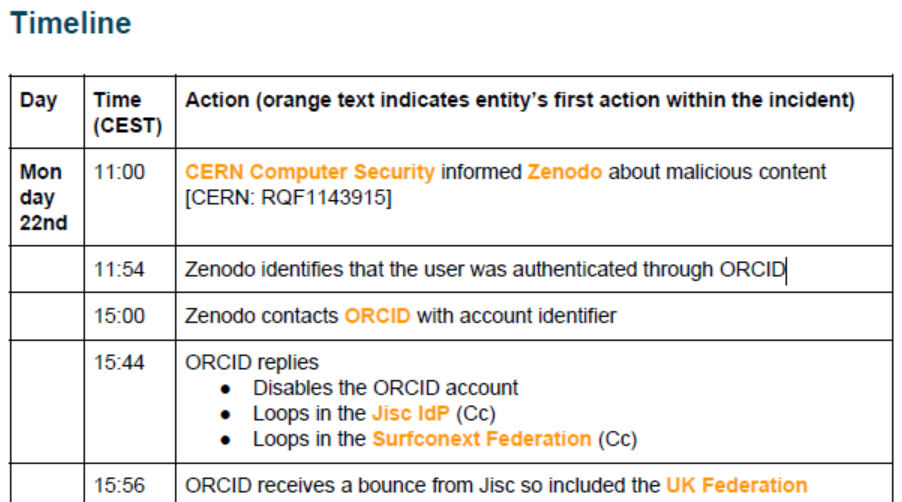 Timeline
Day Time (CEST) Action (orange text indicates entity's first action within the incident)
Mon day 22nd 11:00 CERN Computer Security informed Zenodo about malicious content
[CERN: RQF1143915]
11:54 Zenodo identifies that the user was authenticated through ORCID
15:00 Zenodo contacts ORCID with account identifier
15:44 ORCID replies
● Disables the ORCID account
● Loops in the Jisc IdP (Cc)
● Loops in the Surfconext Federation (Cc)
15:56 ORCID receives a bounce from Jisc so included the UK Federation